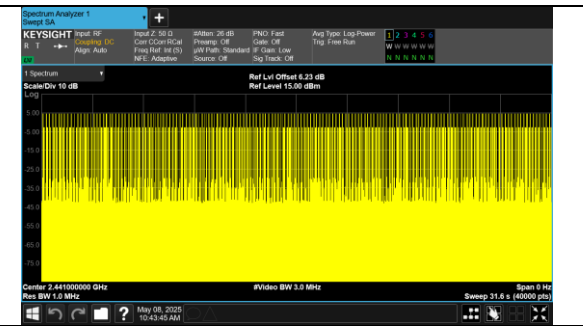 Spectrum Analyzer 1
Swept SA
+
KEYSIGHT Input: RF Input Z: 50 Ω #Atten: 26 dB PNO: Fast Avg Type: Log-Power 1 2 3 4 5 6
R T Coupling: DC Corr CCorr RCal Preamp: Off Gate: Off Trig: Free Run W W W W W W
Align: Auto Freq Ref: Int (S) µW Path: Standard IF Gain: Low N N N N N N
NFE: Adaptive Source: Off Sig Track: Off
1 Spectrum
Ref Lvl Offset 6.23 dB
Scale/Div 10 dB Ref Level 15.00 dBm
Log
5.00
-5.00
-15.0
-25.0
-35.0
-45.0
-55.0
-65.0
-75.0
Center 2.441000000 GHz #Video BW 3.0 MHz Span 0 Hz
Res BW 1.0 MHz Sweep 31.6 s (40000 pts)
? May 08, 2025
10:43:45 AM